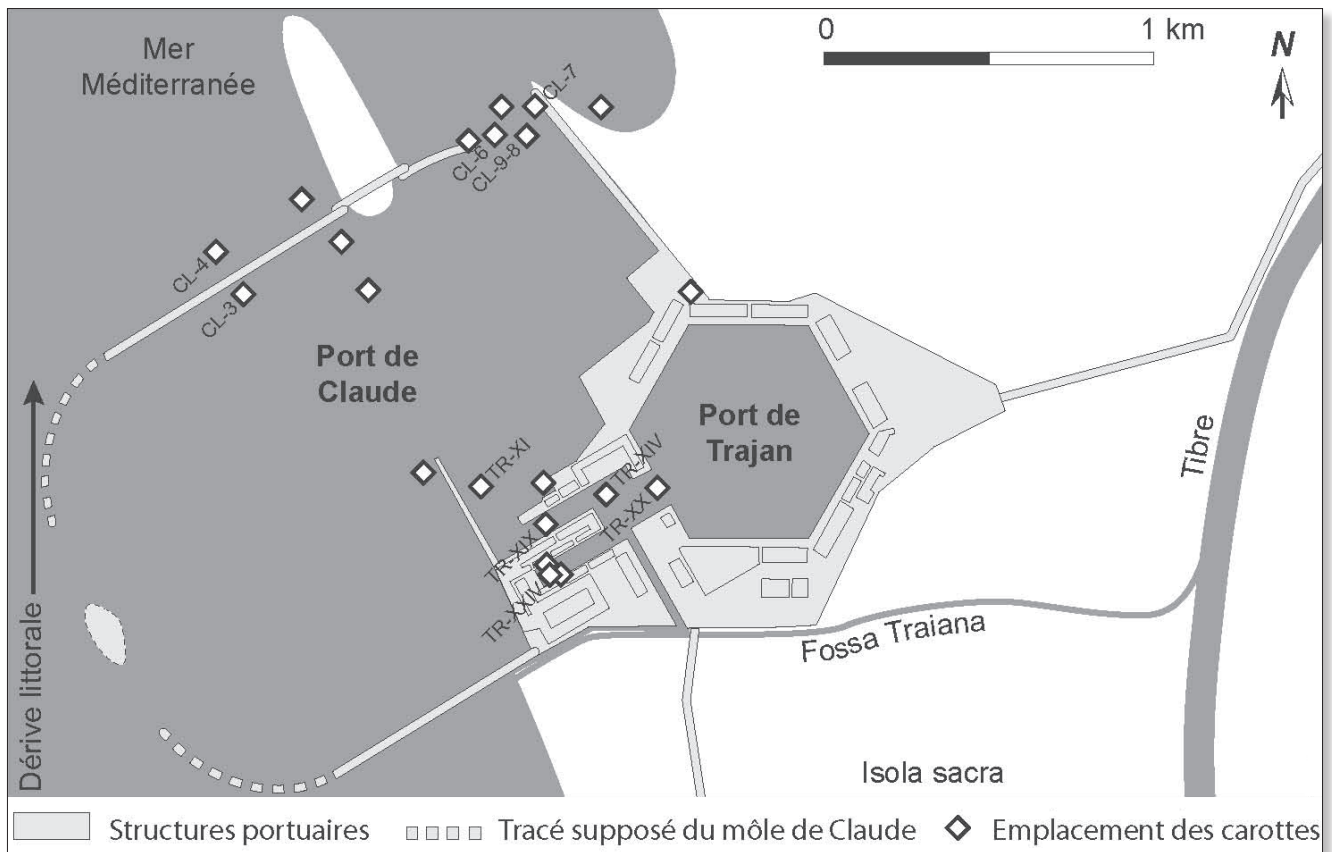 Mer
Méditerranée
0 1 km
N
CL-7
CL-6
CL-9-8
CL-4
CL-3
Port de
Claude
Port de
Trajan
TR-XI
TR-XIV
TR-XX
TR-XIX
TR-XXIV
Tibre
Fossa Traiana
Dérive littorale
Isola sacra
Structures portuaires
Tracé supposé du môle de Claude
Emplacement des carottes